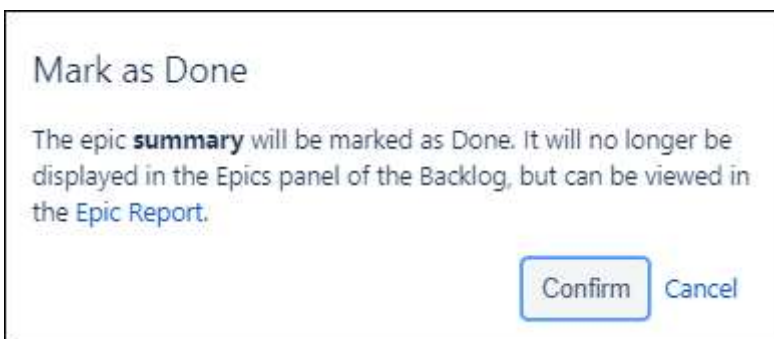 Mark as Done
The epic summary will be marked as Done. It will no longer be
displayed in the Epics panel of the Backlog, but can be viewed in
the Epic Report.
Confirm Cancel